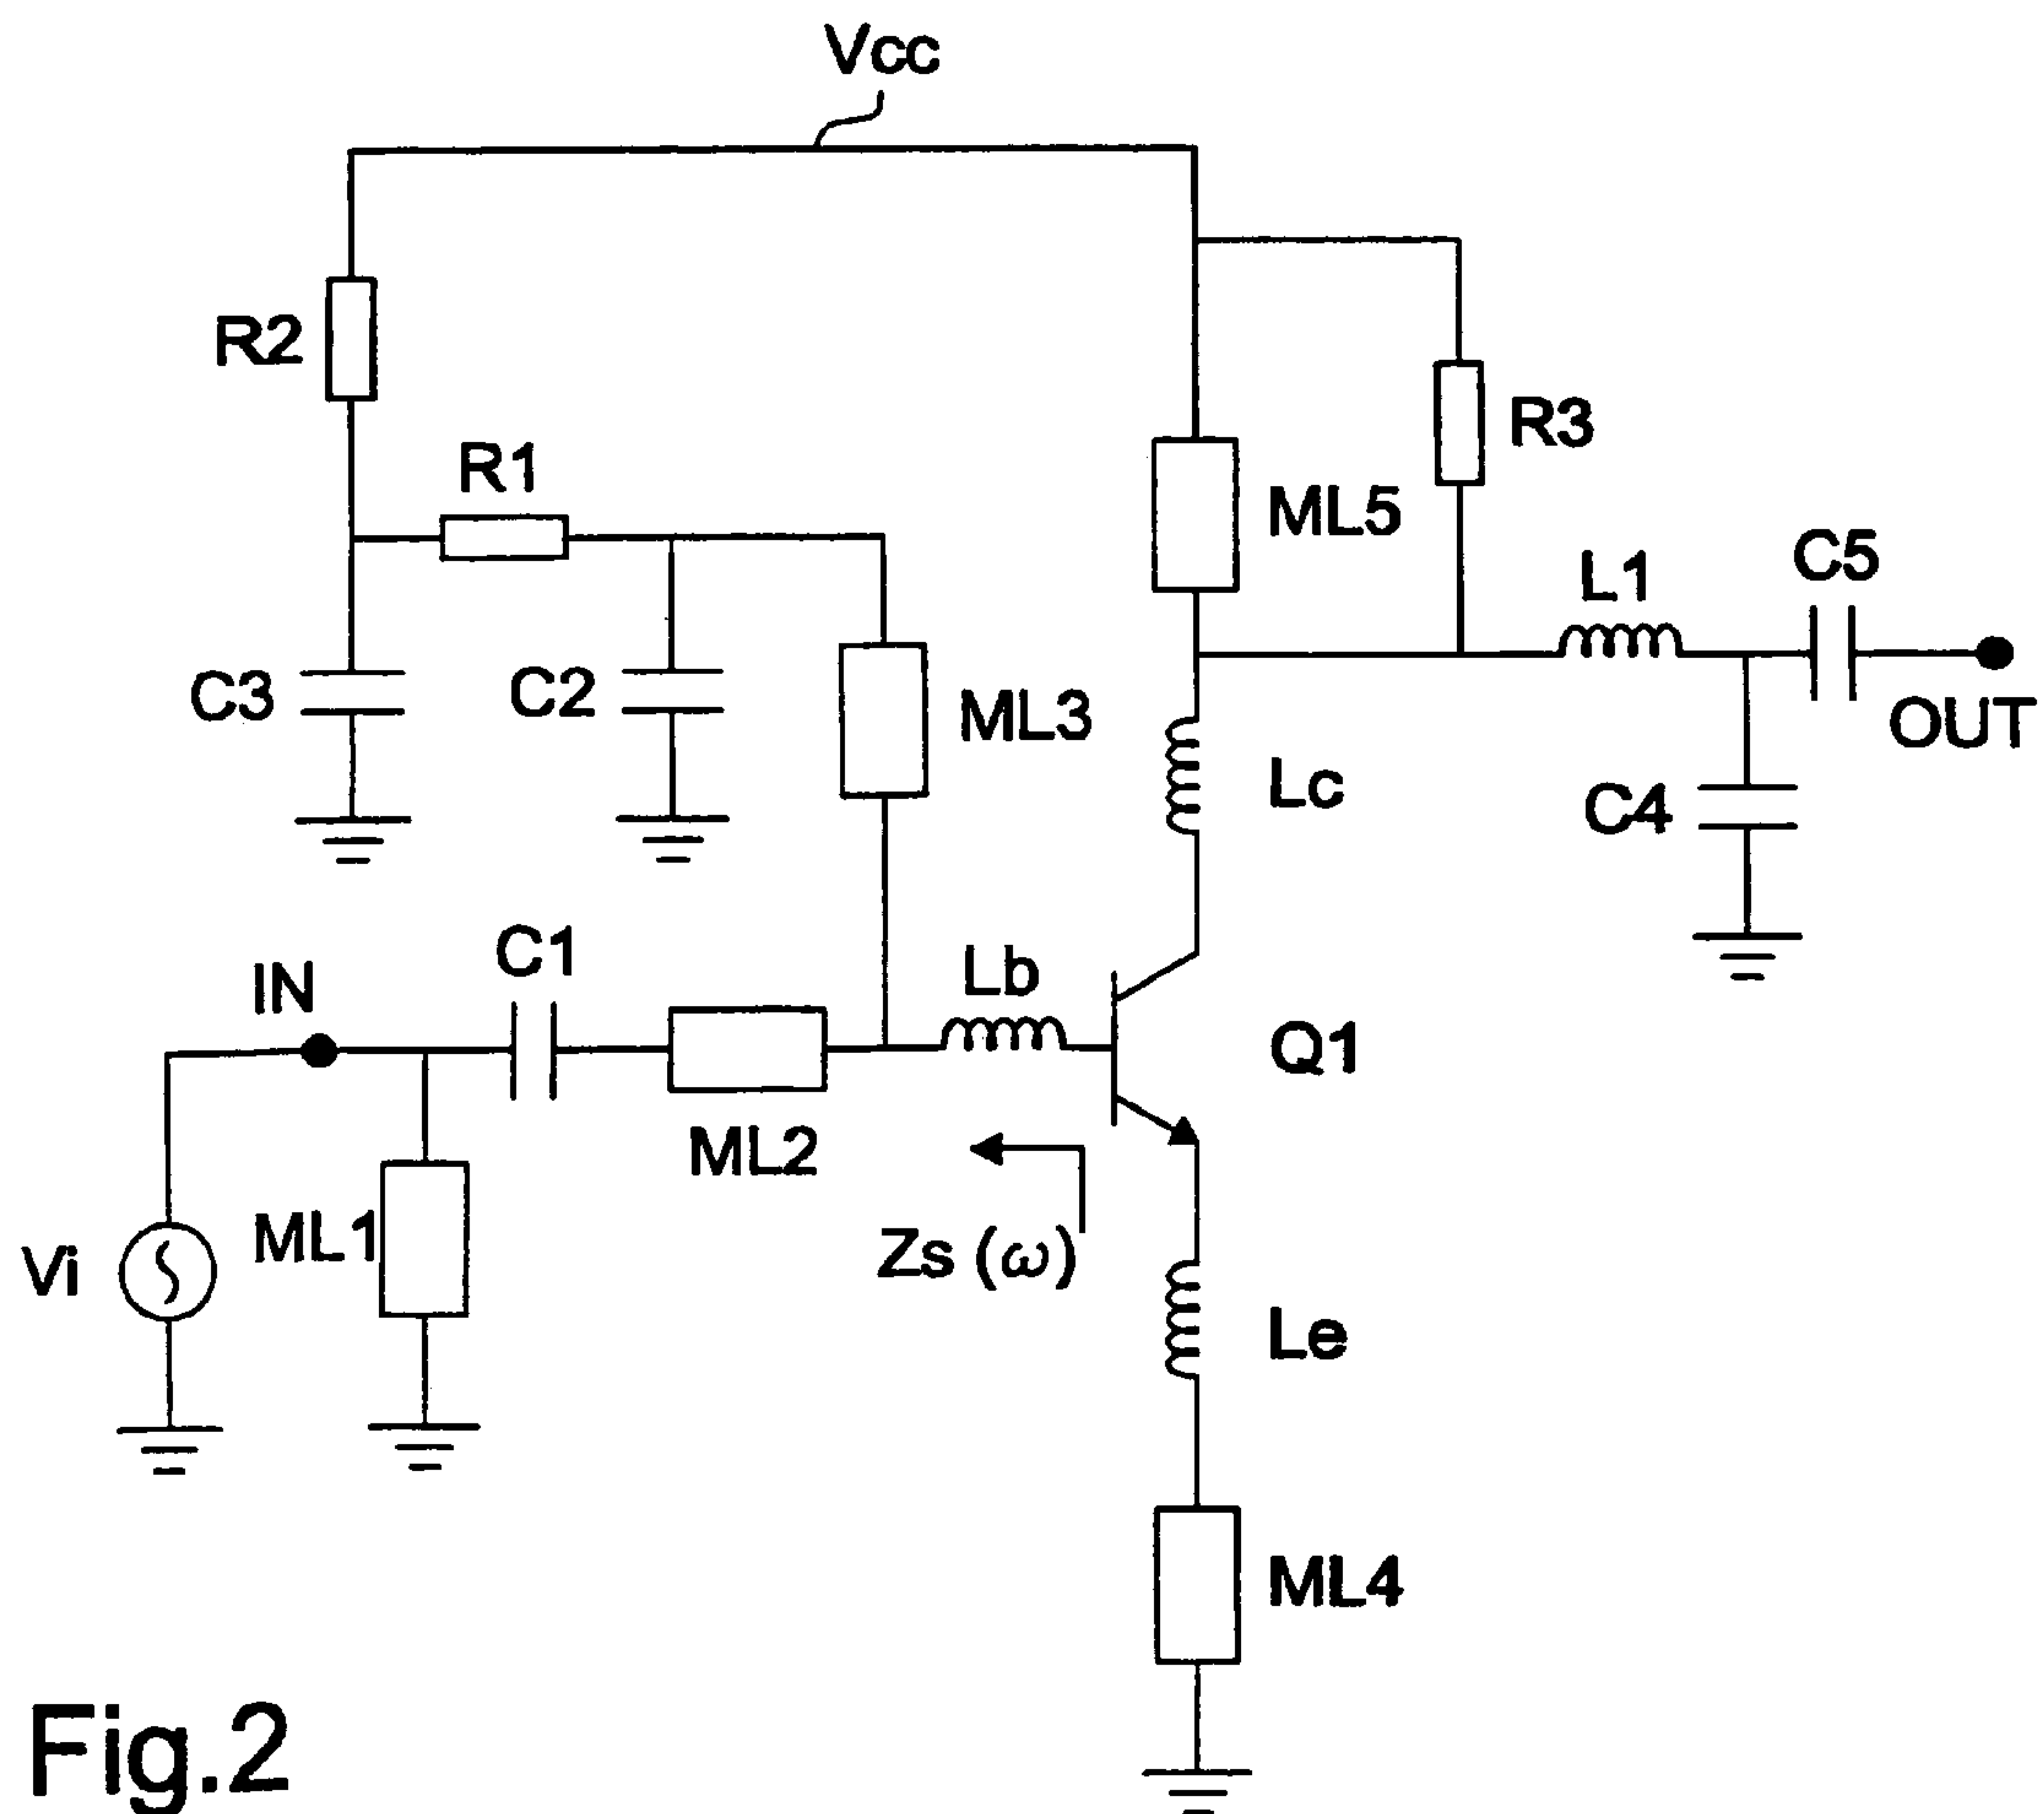 Vcc
R2
R1
R3
ML5
L1
C5
C3
C2
ML3
OUT
Lc
C4
IN
C1
Lb
Q1
ML2
Vi
ML1
Zs (ω)
Le
ML4
Fig.2